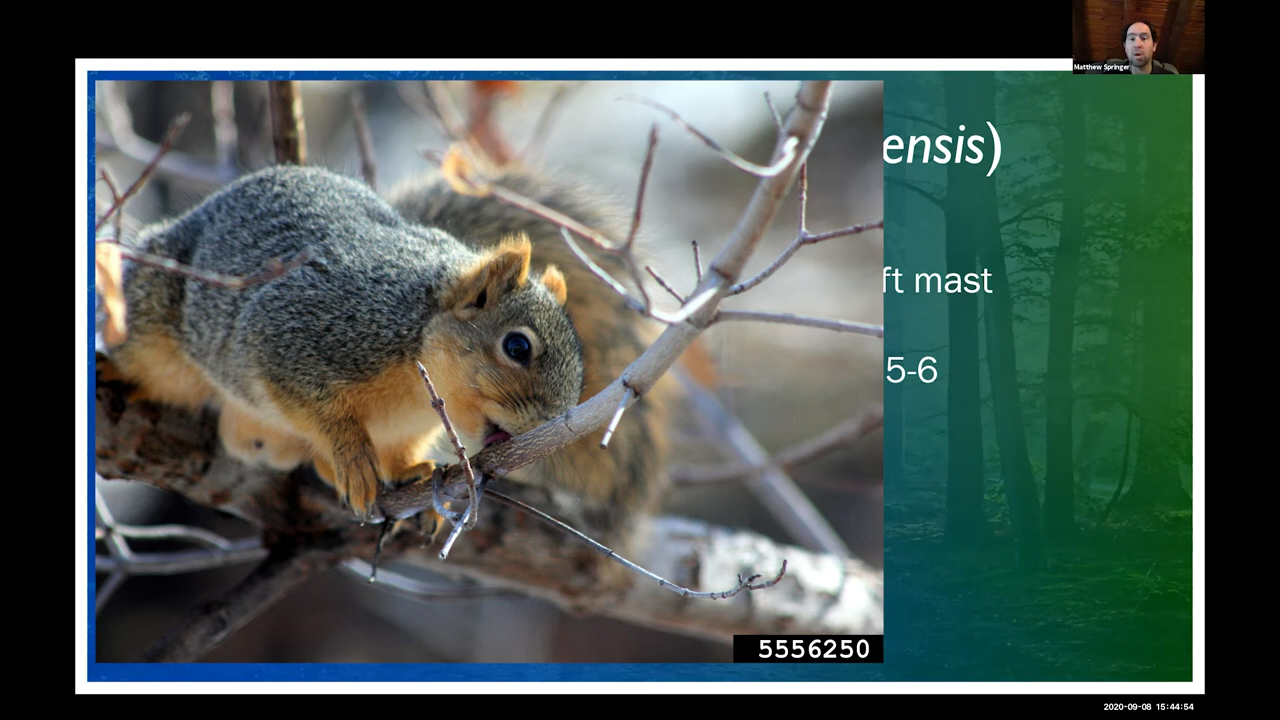 Matthew Springer
ensis)
ft mast
5-6
5556250
2020-09-08 15:44:54